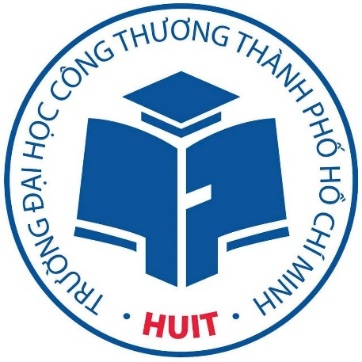 TRƯỜNG ĐẠI HỌC CÔNG THƯƠNG THÀNH PHỐ HỒ CHÍ MINH
HUIT